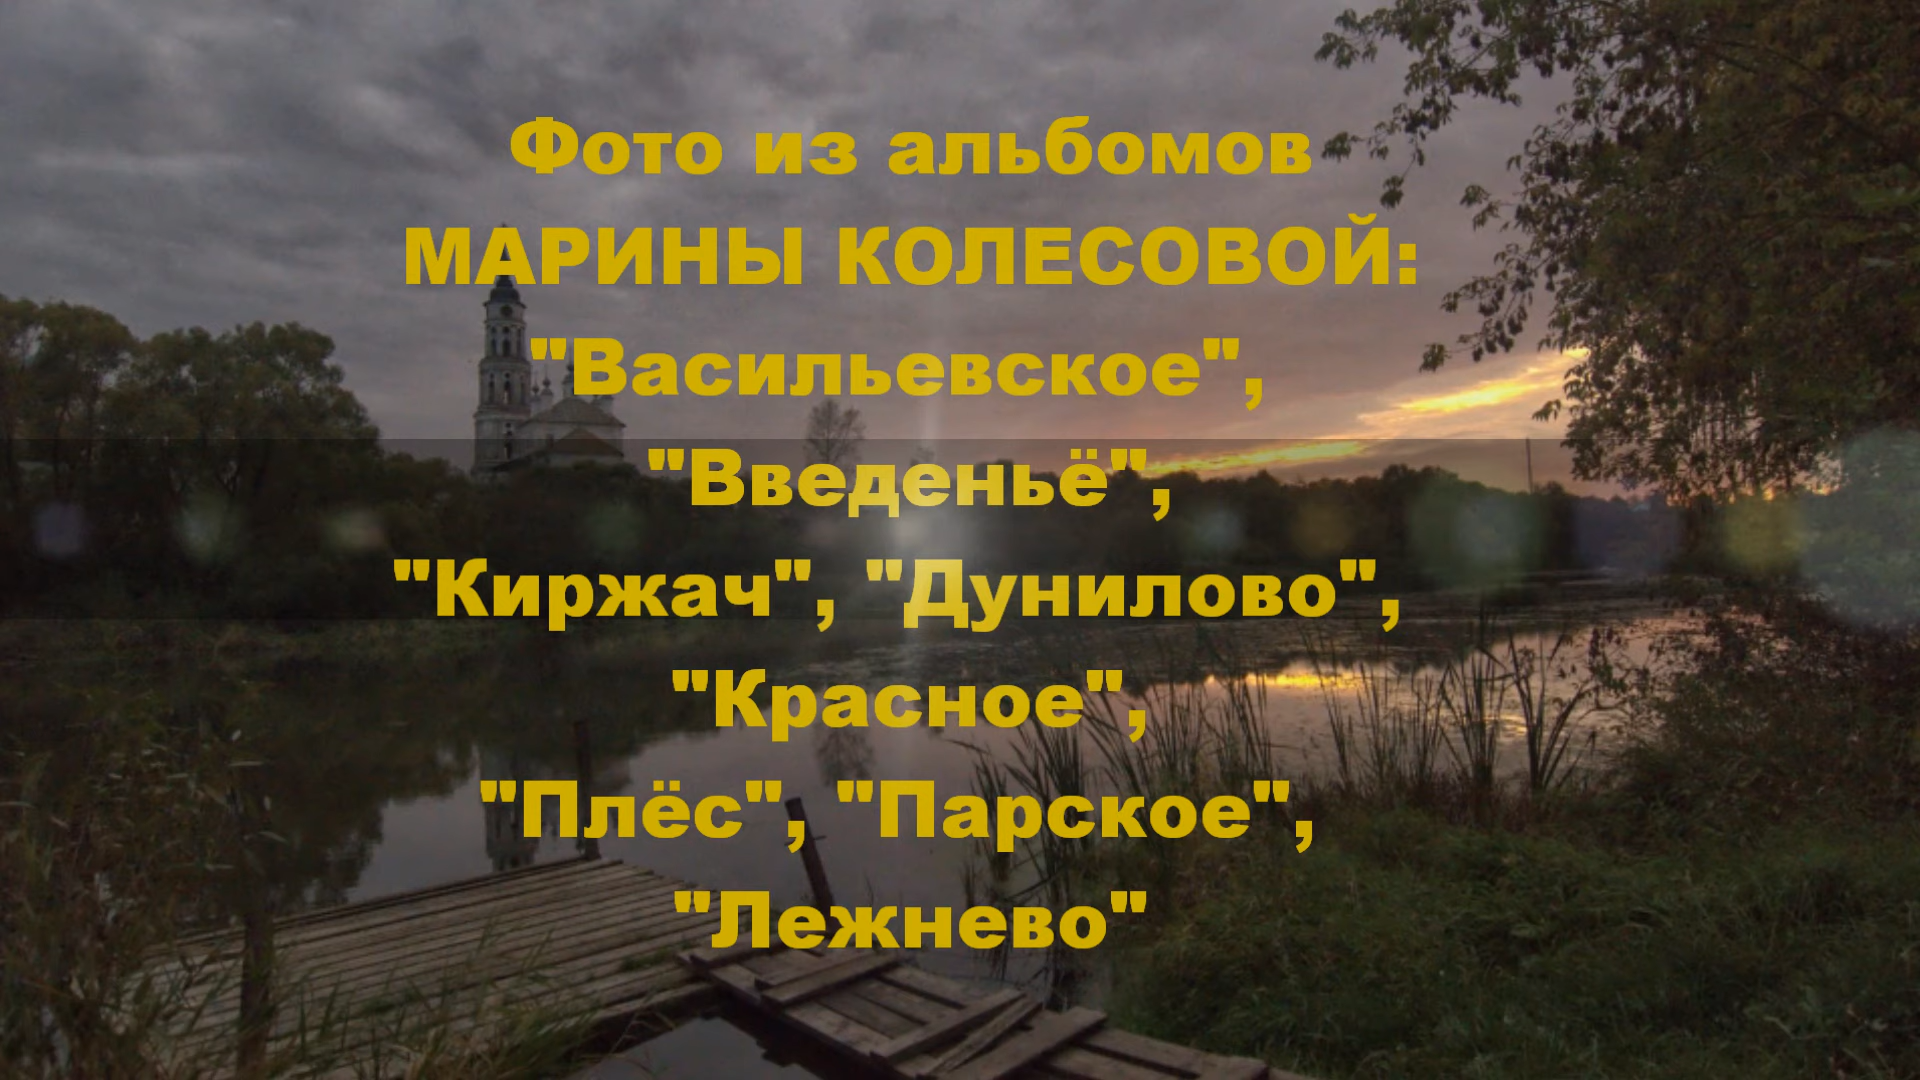 Фото из альбомов
МАРИНЫ КОЛЕСОВОЙ:
"Васильевское",
"Введеньё",
"Киржач", "Дунилово",
"Красное",
"Плёс", "Парское",
"Лежнево"